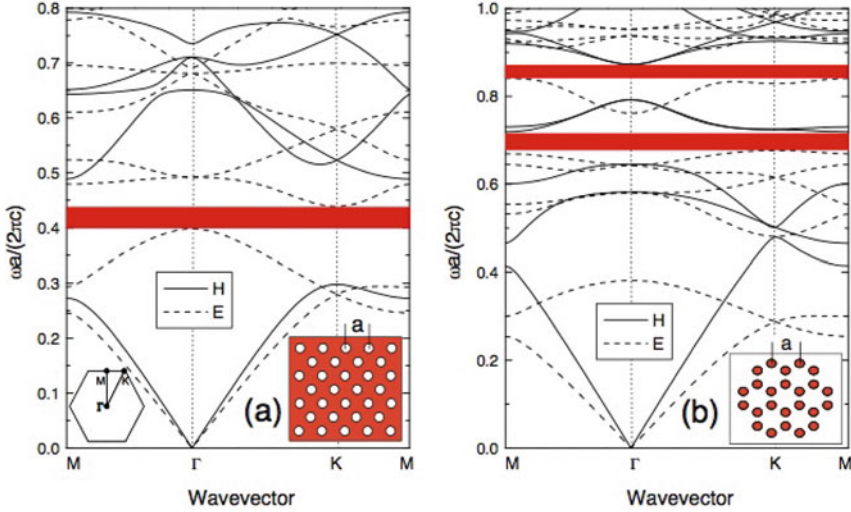 ωa/(2πc)
0.8
0.7
0.6
0.5
0.4
0.3
0.2
0.1
0.0
H
E
M K
Γ
(a)
a
M Γ K M
Wavevector
ωa/(2πc)
1.0
0.8
0.6
0.4
0.2
0.0
H
E
(b)
a
M Γ K M
Wavevector